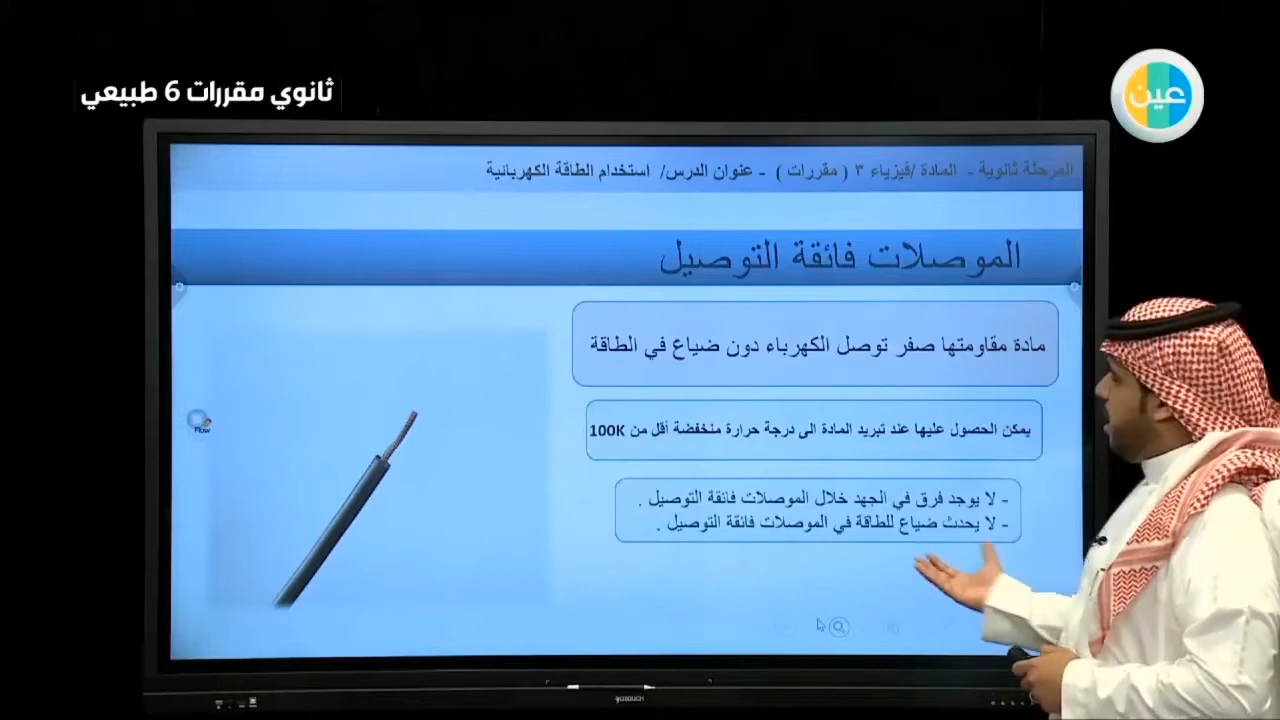 ثانوي مقررات 6 طبيعي
عين
المرحلة ثانوية - المادة /فيزياء ٣ ( مقررات ) - عنوان الدرس/ استخدام الطاقة الكهربائية
الموصلات فائقة التوصيل
مادة مقاومتها صفر توصل الكهرباء دون ضياع في الطاقة
يمكن الحصول عليها عند تبريد المادة الى درجة حرارة منخفضة أقل من 100K
- لا يوجد فرق في الجهد خلال الموصلات فائقة التوصيل .
- لا يحدث ضياع للطاقة في الموصلات فائقة التوصيل .